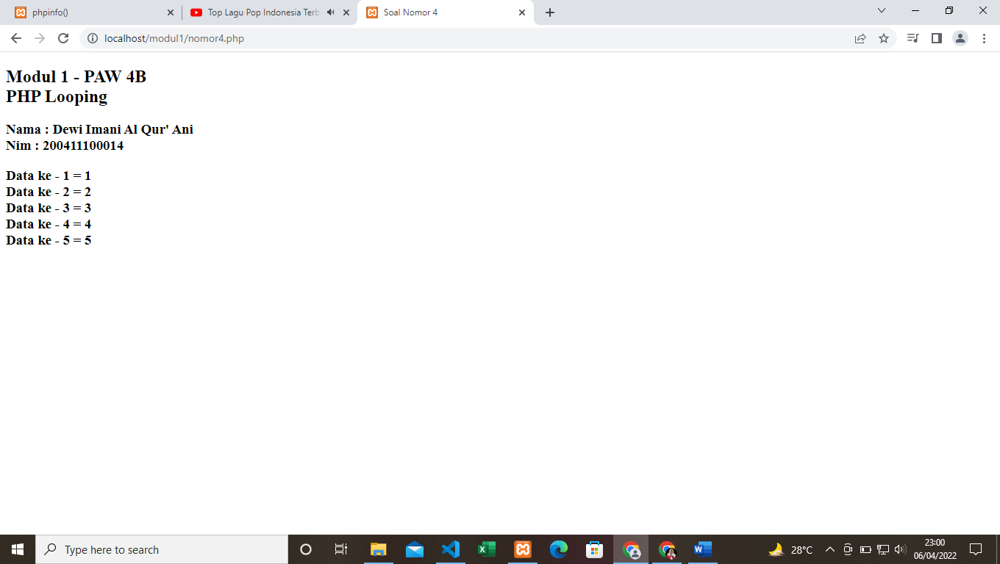 phpinfo()
Top Lagu Pop Indonesia Terb
Soal Nomor 4
localhost/modul1/nomor4.php
Modul 1 - PAW 4B
PHP Looping
Nama : Dewi Imani Al Qur' Ani
Nim : 200411100014
Data ke - 1 = 1
Data ke - 2 = 2
Data ke - 3 = 3
Data ke - 4 = 4
Data ke - 5 = 5
Type here to search
28°C
23:00
06/04/2022